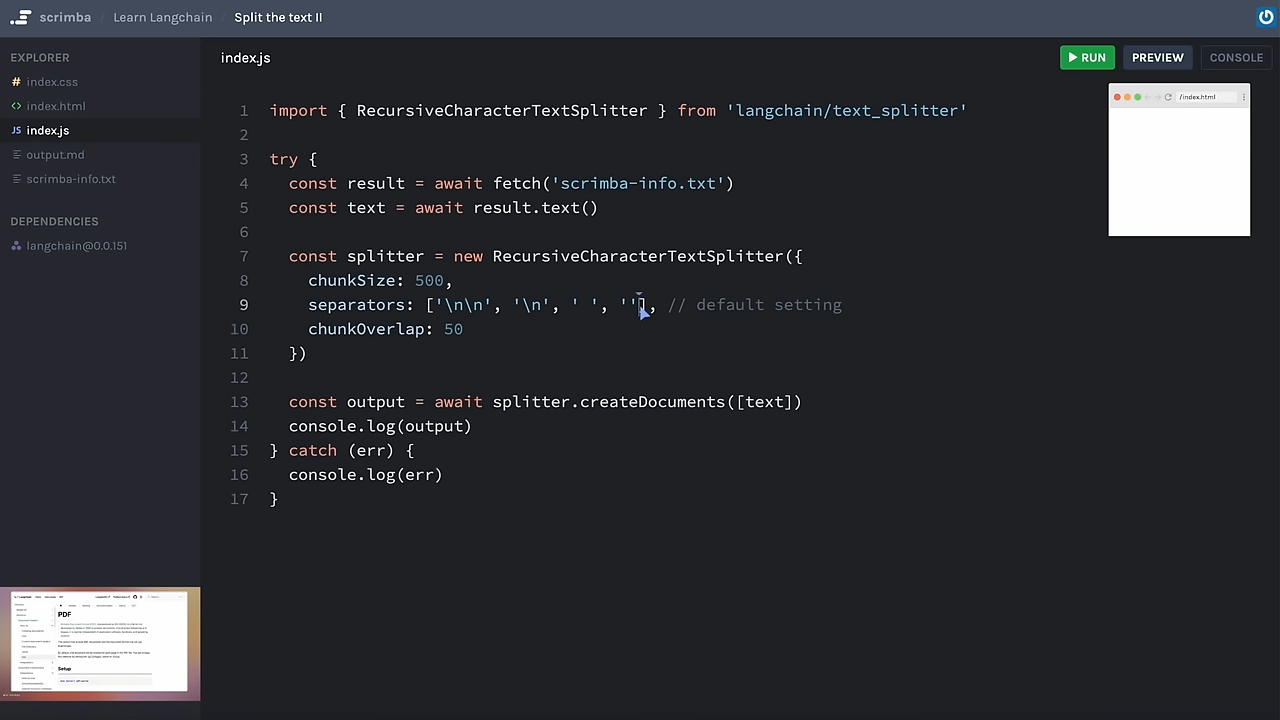 scrimba / Learn Langchain / Split the text II
EXPLORER
# index.css
<> index.html
JS index.js
output.md
scrimba-info.txt
DEPENDENCIES
langchain@0.0.151
index.js
RUN PREVIEW CONSOLE
/index.html
1 import { RecursiveCharacterTextSplitter } from 'langchain/text_splitter'
2
3 try {
4 const result = await fetch('scrimba-info.txt')
5 const text = await result.text()
6
7 const splitter = new RecursiveCharacterTextSplitter({
8 chunkSize: 500,
9 separators: ['\n\n', '\n', ' ', ''], // default setting
10 chunkOverlap: 50
11 })
12
13 const output = await splitter.createDocuments([text])
14 console.log(output)
15 } catch (err) {
16 console.log(err)
17 }
PDF
Setup